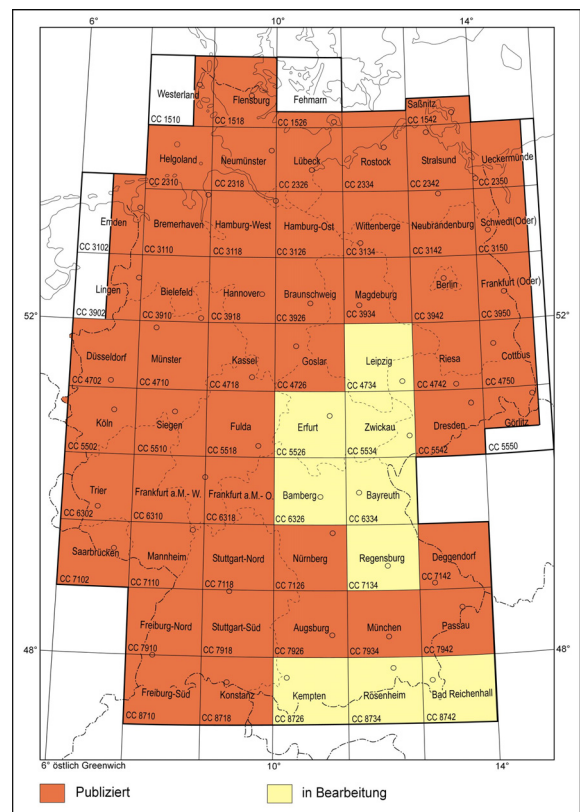 6° 10° 14°
Westerland Flensburg Fehmarn Saßnitz
CC 1510 CC 1518 CC 1526 CC 1542
Helgoland Neumünster Lübeck Rostock Stralsund Ueckermünde
CC 2310 CC 2318 CC 2326 CC 2334 CC 2342 CC 2350
Emden Bremerhaven Hamburg-West Hamburg-Ost Wittenberge Neubrandenburg Schwedt(Oder)
CC 3102 CC 3110 CC 3118 CC 3126 CC 3134 CC 3142 CC 3150
Lingen Bielefeld Hannover Braunschweig Magdeburg Berlin Frankfurt (Oder)
CC 3902 CC 3910 CC 3918 CC 3926 CC 3934 CC 3942 CC 3950
52° 52°
Düsseldorf Münster Kassel Goslar Leipzig Riesa Cottbus
CC 4702 CC 4710 CC 4718 CC 4726 CC 4734 CC 4742 CC 4750
Köln Siegen Fulda Erfurt Zwickau Dresden Görlitz
CC 5502 CC 5510 CC 5518 CC 5526 CC 5534 CC 5542 CC 5550
Trier Frankfurt a.M.- W. Frankfurt a.M.- O. Bamberg Bayreuth
CC 6302 CC 6310 CC 6318 CC 6326 CC 6334
Saarbrücken Mannheim Stuttgart-Nord Nürnberg Regensburg Deggendorf
CC 7102 CC 7110 CC 7118 CC 7126 CC 7134 CC 7142
Freiburg-Nord Stuttgart-Süd Augsburg München Passau
48° CC 7910 CC 7918 CC 7926 CC 7934 CC 7942 48°
Freiburg-Süd Konstanz Kempten Rosenheim Bad Reichenhall
CC 8710 CC 8718 CC 8726 CC 8734 CC 8742
6° östlich Greenwich 10° 14°
Publiziert in Bearbeitung